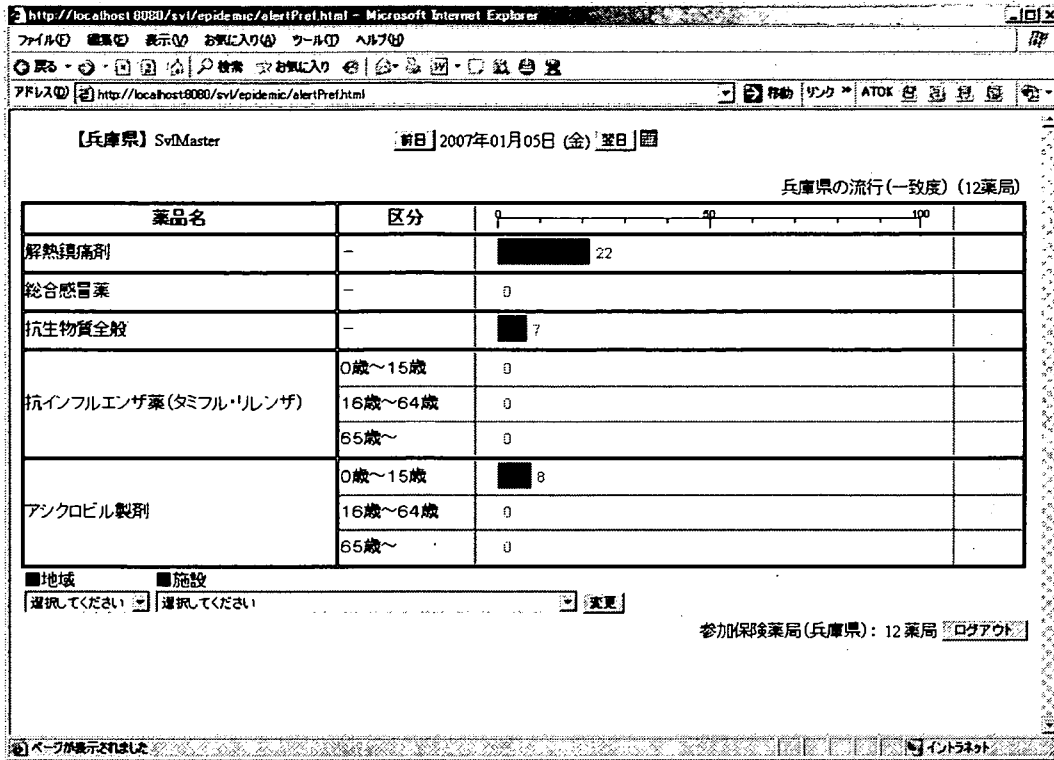 http://localhost:8080/svl/epidemic/alertPref.html - Microsoft Internet Explorer
ファイル(F) 編集(E) 表示(V) お気に入り(A) ツール(T) ヘルプ(H)
戻る 検索 お気に入り
アドレス(D) http://localhost:8080/svl/epidemic/alertPref.html 移動 リンク » ATOK
【兵庫県】 SvlMaster 前日 2007年01月05日 (金) 翌日
兵庫県の流行(一致度) (12薬局)
薬品名 区分 0 50 100
解熱鎮痛剤 - 22
総合感冒薬 - 0
抗生物質全般 - 7
抗インフルエンザ薬(タミフル・リレンザ) 0歳～15歳 0
16歳～64歳 0
65歳～ 0
アシクロビル製剤 0歳～15歳 8
16歳～64歳 0
65歳～ 0
■地域 ■施設
選択してください 選択してください 変更
参加保険薬局(兵庫県): 12 薬局 ログアウト
ページが表示されました イントラネット